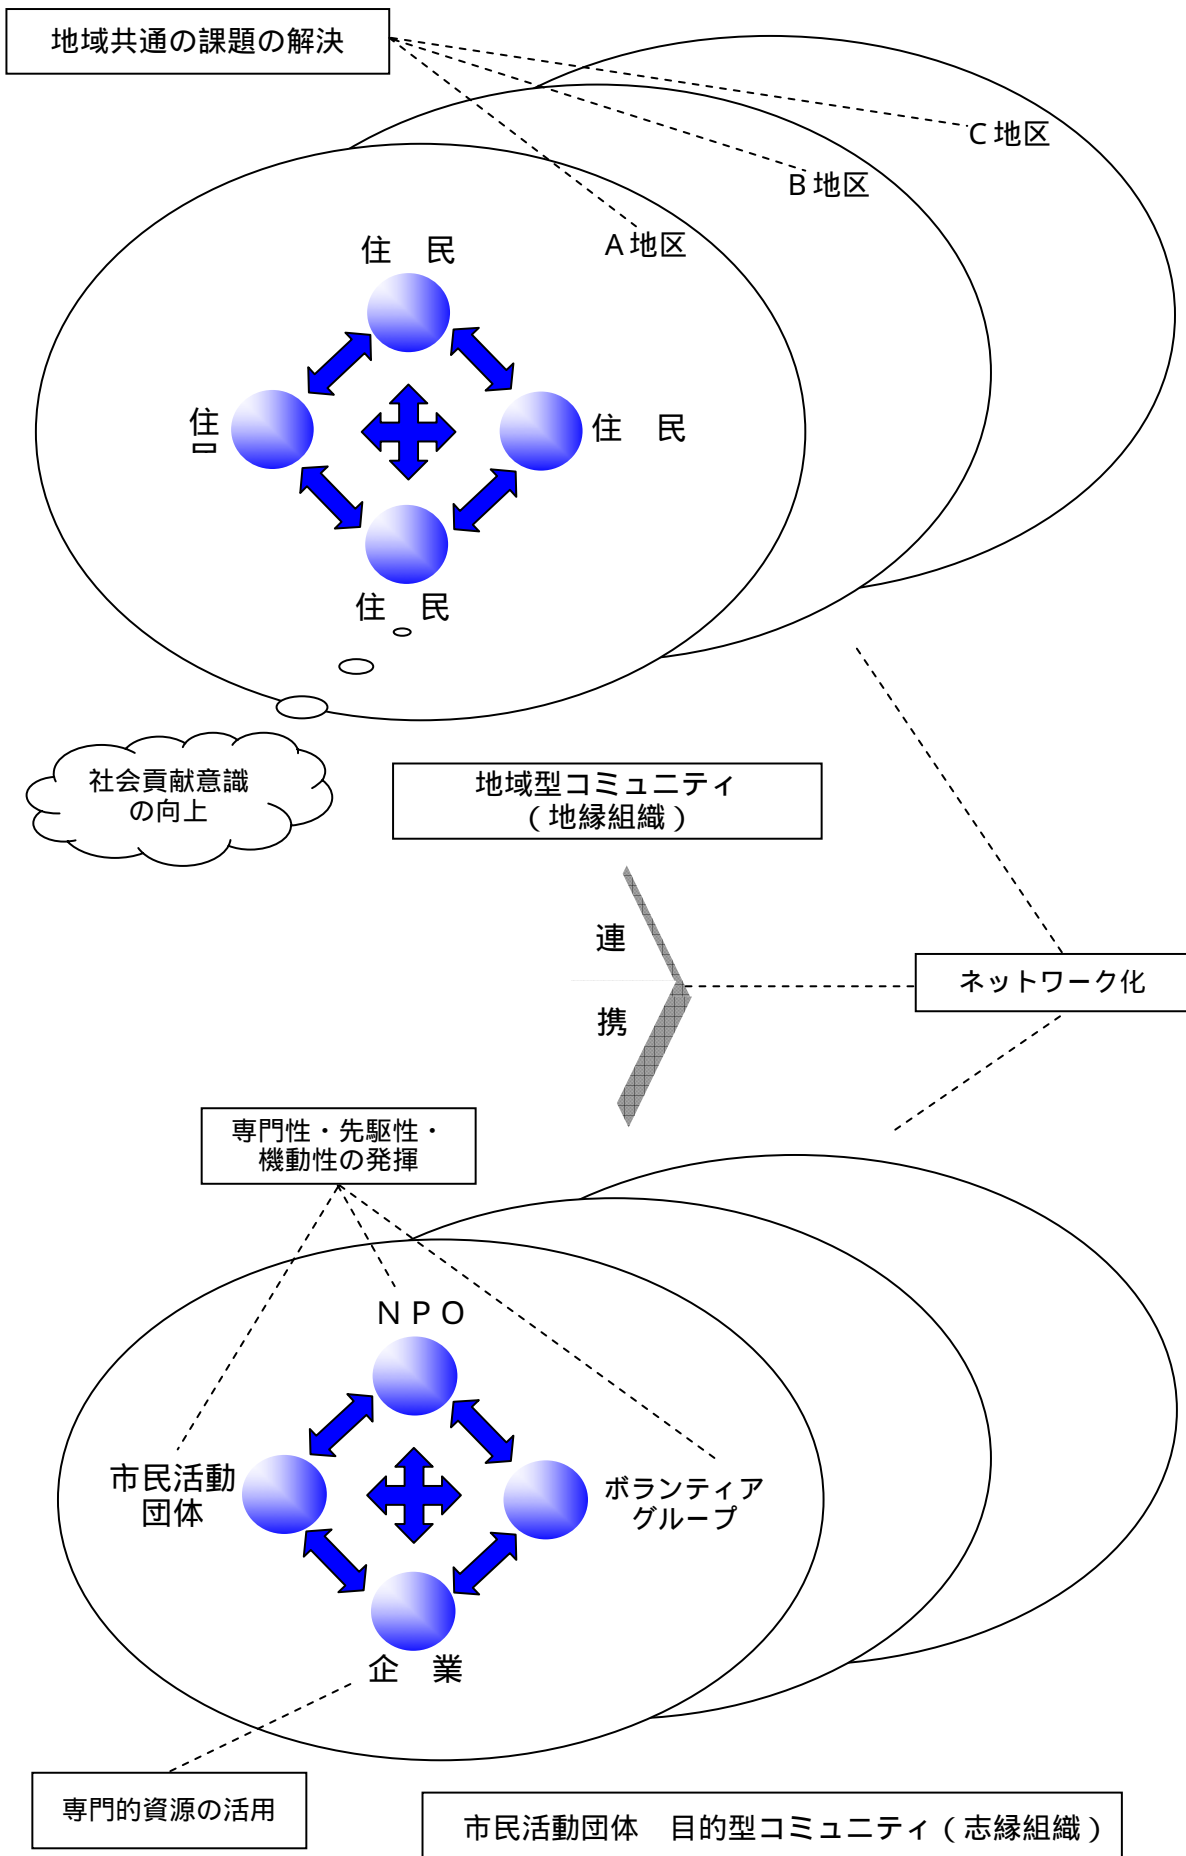 地域共通の課題の解決
C地区
B地区
A地区
住　民
住
住　民
住　民
社会貢献意識
の向上
地域型コミュニティ
（地縁組織）
連
携
ネットワーク化
専門性・先駆性・
機動性の発揮
ＮＰＯ
市民活動
団体
ボランティア
グループ
企　業
専門的資源の活用
市民活動団体　目的型コミュニティ（志縁組織）